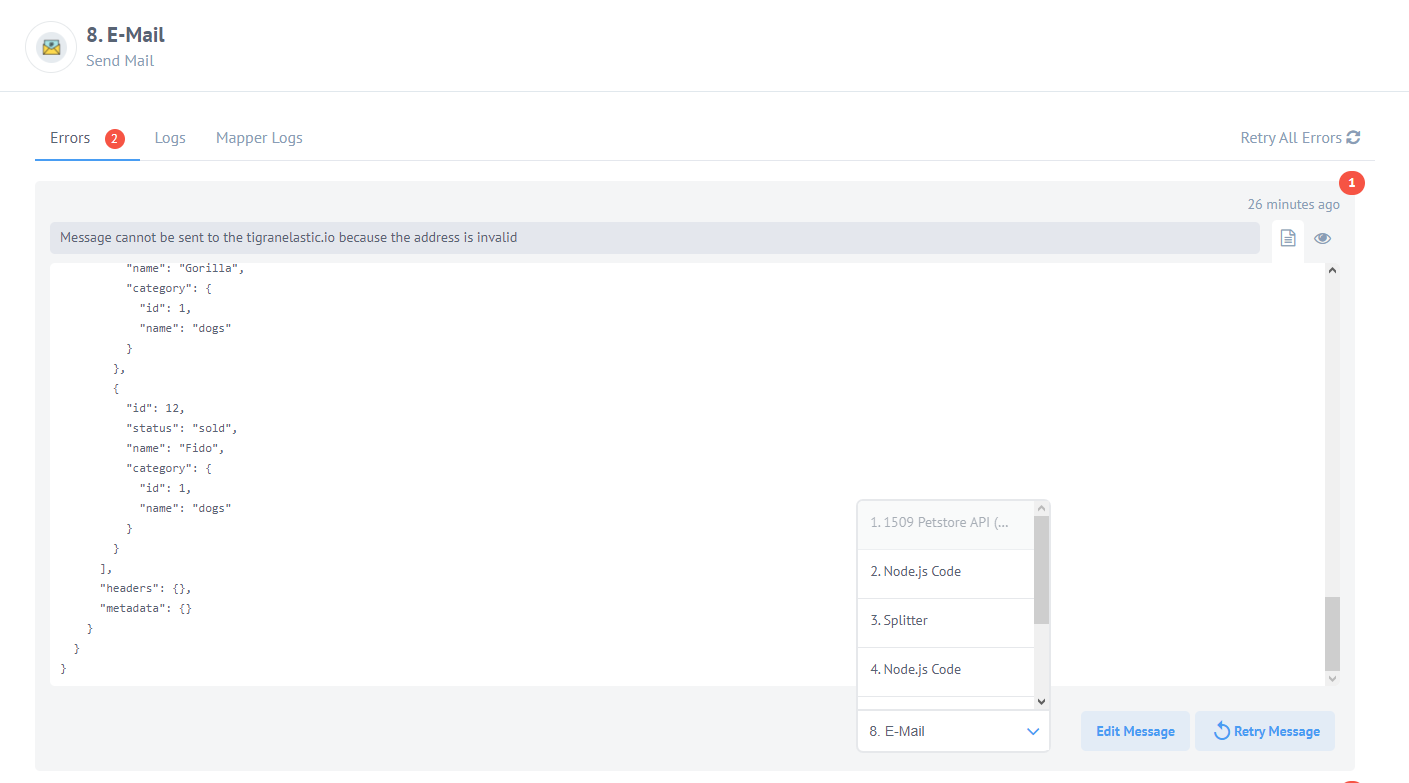 8. E-Mail
Send Mail
Errors 2 Logs Mapper Logs Retry All Errors
1
26 minutes ago
Message cannot be sent to the tigranelastic.io because the address is invalid
"name": "Gorilla",
"category": {
"id": 1,
"name": "dogs"
}
},
{
"id": 12,
"status": "sold",
"name": "Fido",
"category": {
"id": 1,
"name": "dogs"
}
}
],
"headers": {},
"metadata": {}
}
}
}
1. 1509 Petstore API (...
2. Node.js Code
3. Splitter
4. Node.js Code
8. E-Mail
Edit Message
Retry Message